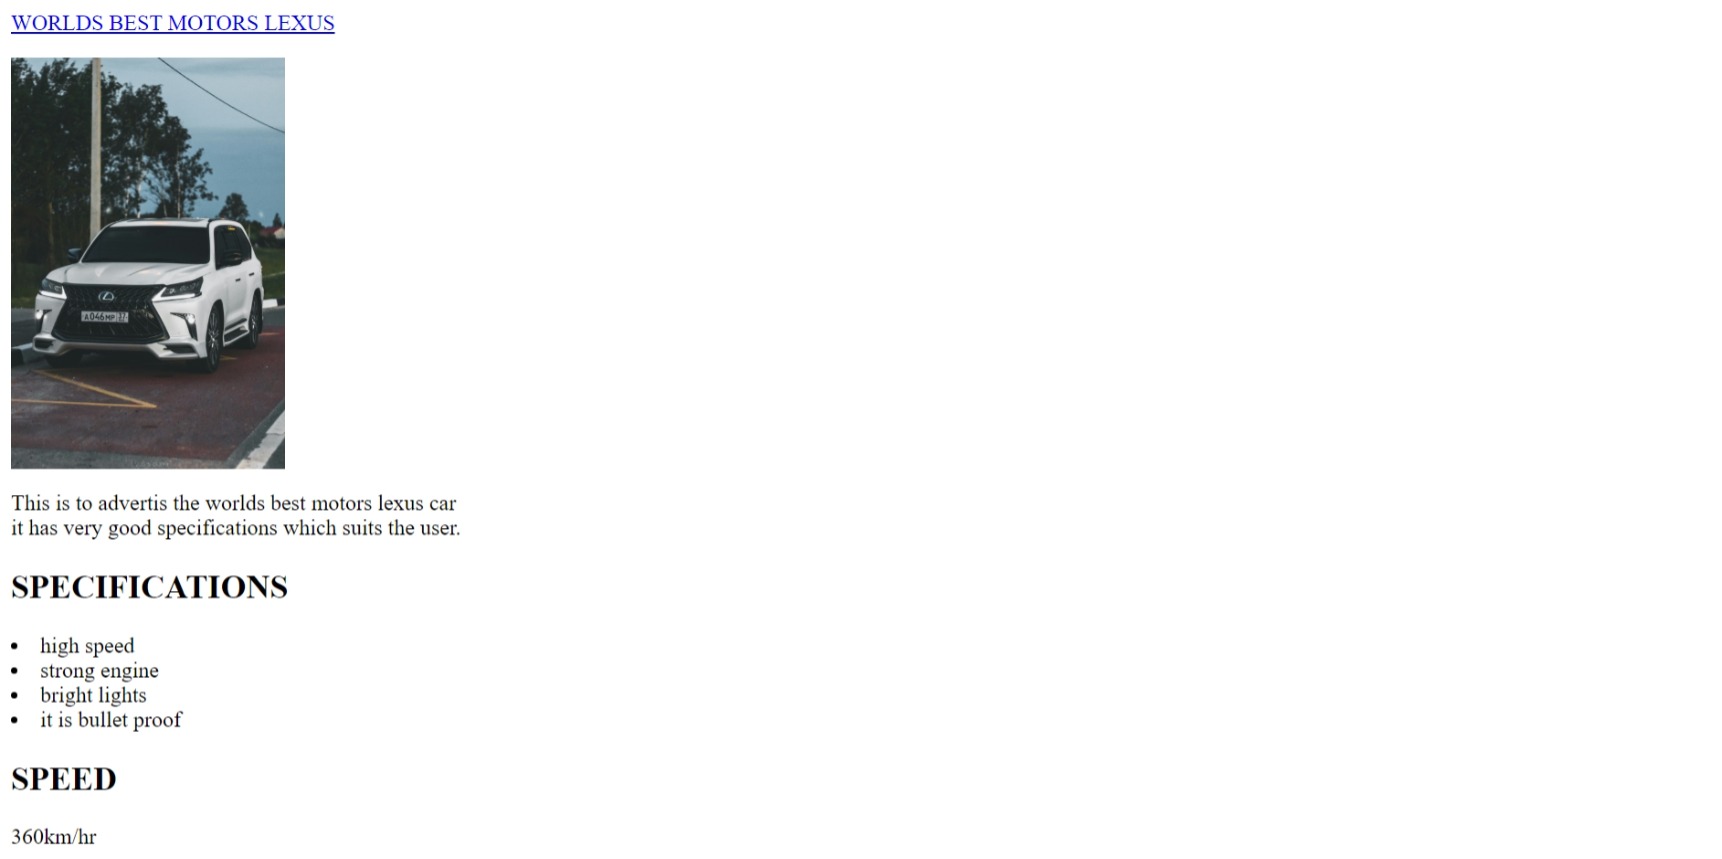 WORLDS BEST MOTORS LEXUS
A046MP 37
This is to advertis the worlds best motors lexus car
it has very good specifications which suits the user.
SPECIFICATIONS
high speed
strong engine
bright lights
it is bullet proof
SPEED
360km/hr